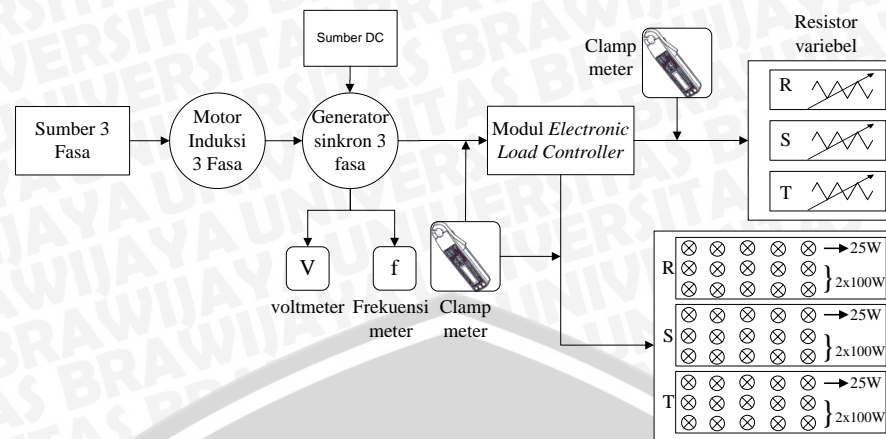 Sumber DC
Clamp
meter
Resistor
variebel
R
S
T
Sumber 3
Fasa
Motor
Induksi
3 Fasa
Generator
sinkron 3
fasa
Modul Electronic
Load Controller
V
voltmeter
f
Frekuensi
meter
Clamp
meter
R
25W
2x100W
S
25W
2x100W
T
25W
2x100W